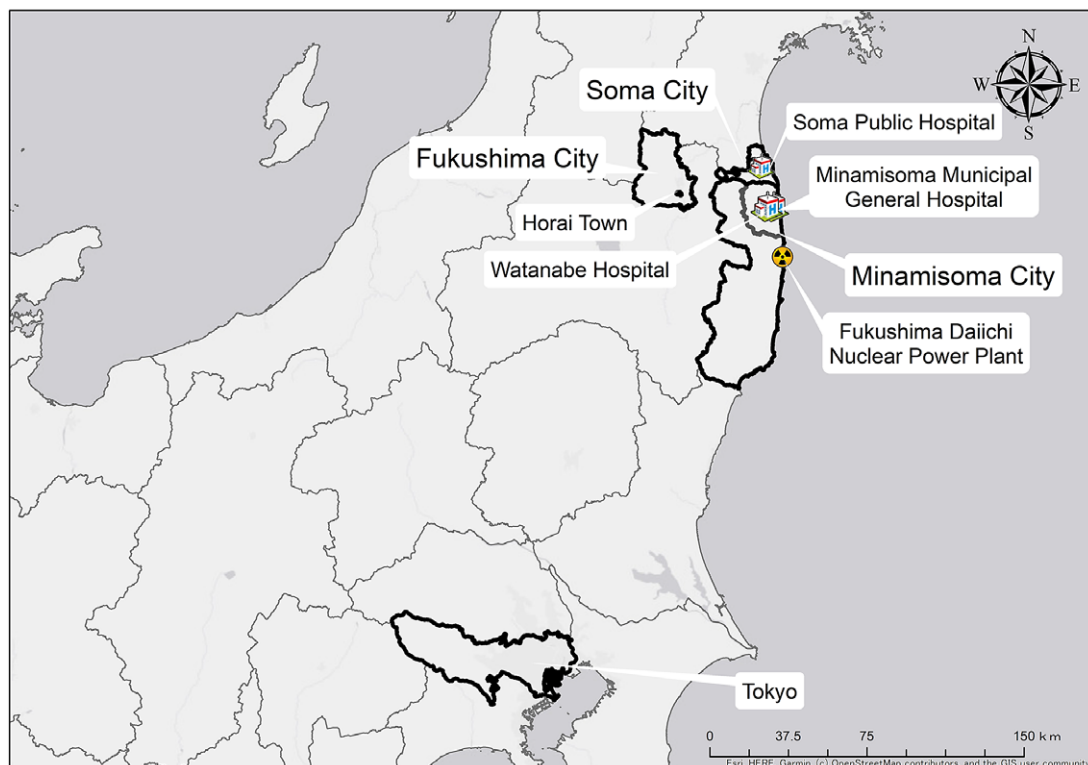 N
W E
S
Soma City
Soma Public Hospital
Fukushima City
Minamisoma Municipal
General Hospital
Horai Town
Watanabe Hospital
Minamisoma City
Fukushima Daiichi
Nuclear Power Plant
Tokyo
0 37.5 75 150 km
Esri, HERE, Garmin, (c) OpenStreetMap contributors, and the GIS user communit